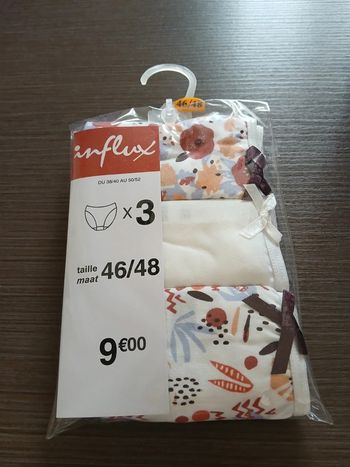 46/48
influx
DU 38/40 AU 50/52
x3
taille
maat 46/48
9€00